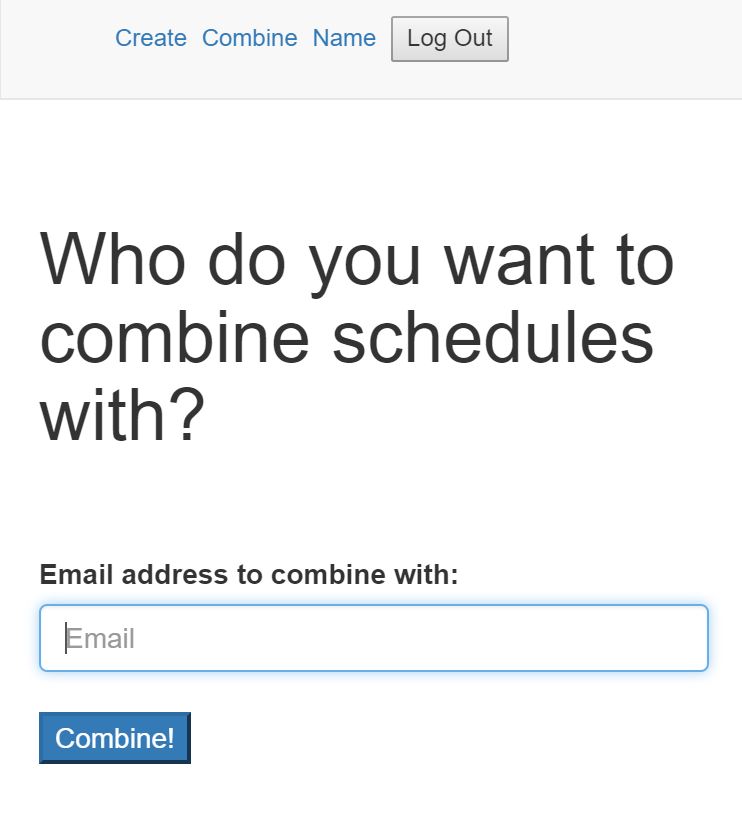 Create Combine Name Log Out
Who do you want to
combine schedules
with?
Email address to combine with:
Email
Combine!